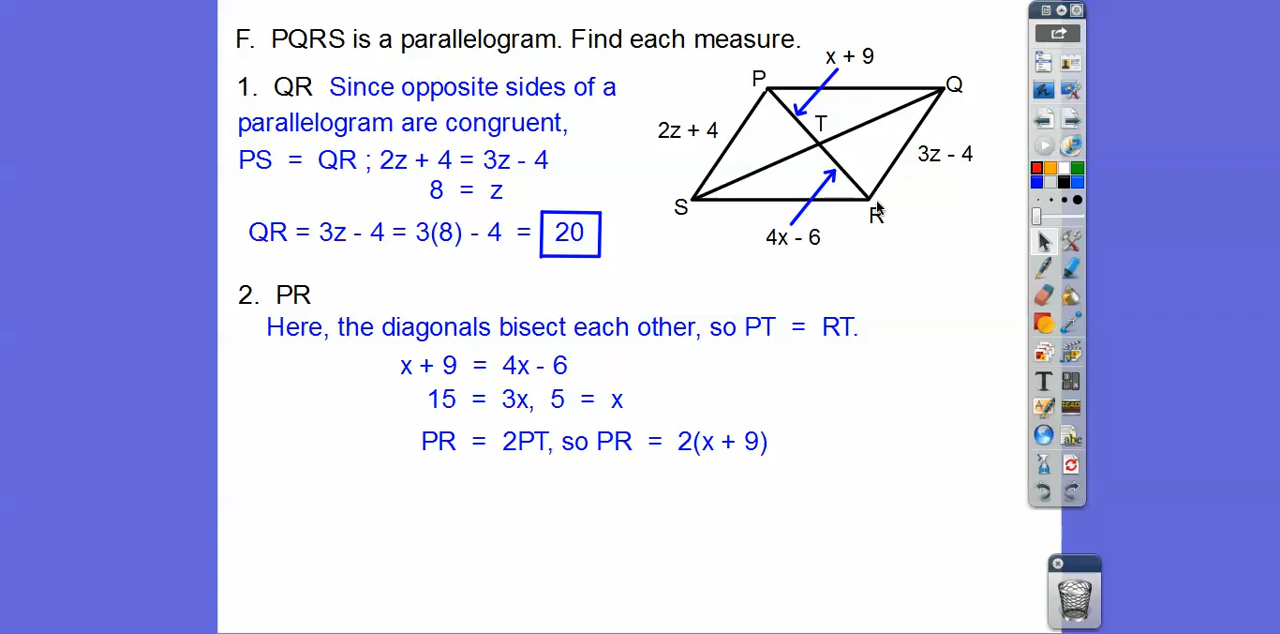 F. PQRS is a parallelogram. Find each measure.
1. QR Since opposite sides of a
parallelogram are congruent,
PS = QR ; 2z + 4 = 3z - 4
8 = z
QR = 3z - 4 = 3(8) - 4 = 20
x + 9
P
Q
T
2z + 4
3z - 4
S
R
4x - 6
2. PR
Here, the diagonals bisect each other, so PT = RT.
x + 9 = 4x - 6
15 = 3x, 5 = x
PR = 2PT, so PR = 2(x + 9)